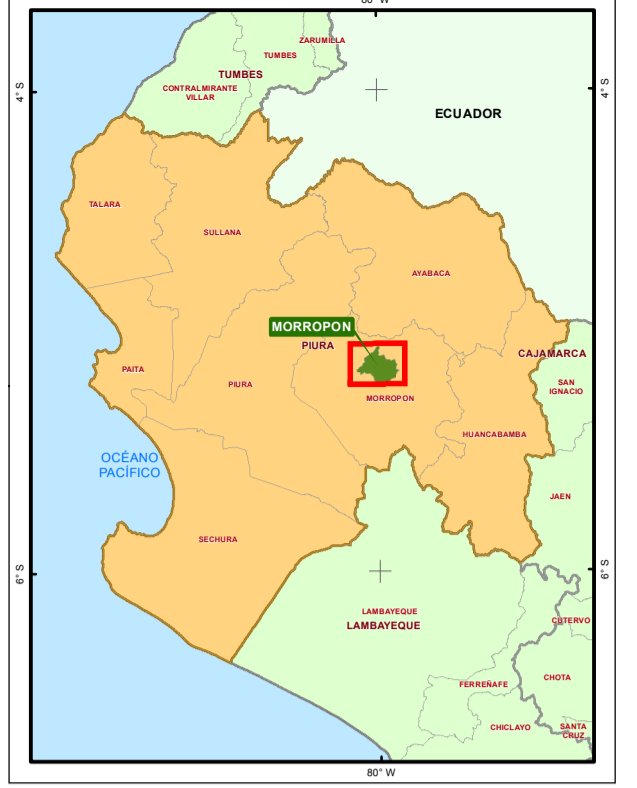 80° W
ZARUMILLA
TUMBES
TUMBES
CONTRALMIRANTE
VILLAR
4° S
4° S
ECUADOR
TALARA
SULLANA
AYABACA
MORROPON
PIURA
CAJAMARCA
PAITA
PIURA
SAN
IGNACIO
MORROPON
HUANCABAMBA
OCÉANO
PACÍFICO
JAEN
SECHURA
6° S
6° S
LAMBAYEQUE
LAMBAYEQUE
CUTERVO
FERREÑAFE
CHOTA
CHICLAYO
SANTA
CRUZ
80° W